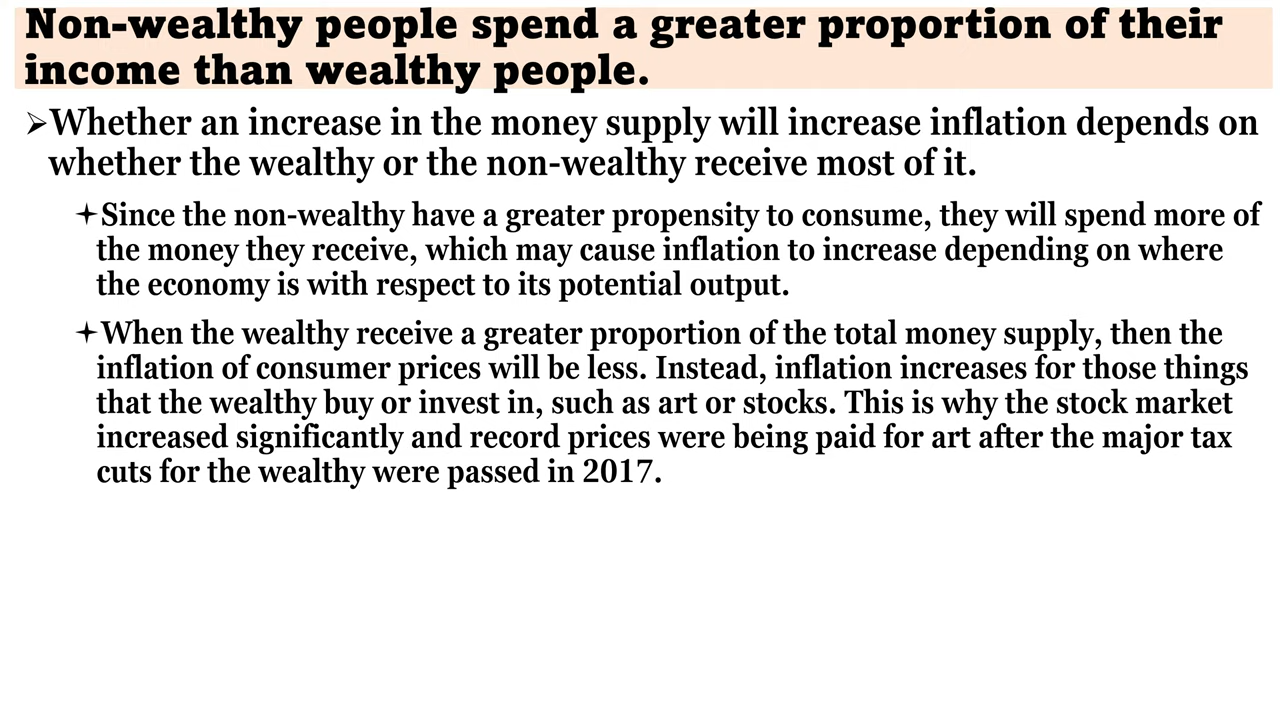 Non-wealthy people spend a greater proportion of their
income than wealthy people.
➢Whether an increase in the money supply will increase inflation depends on
whether the wealthy or the non-wealthy receive most of it.
✦Since the non-wealthy have a greater propensity to consume, they will spend more of
the money they receive, which may cause inflation to increase depending on where
the economy is with respect to its potential output.
✦When the wealthy receive a greater proportion of the total money supply, then the
inflation of consumer prices will be less. Instead, inflation increases for those things
that the wealthy buy or invest in, such as art or stocks. This is why the stock market
increased significantly and record prices were being paid for art after the major tax
cuts for the wealthy were passed in 2017.